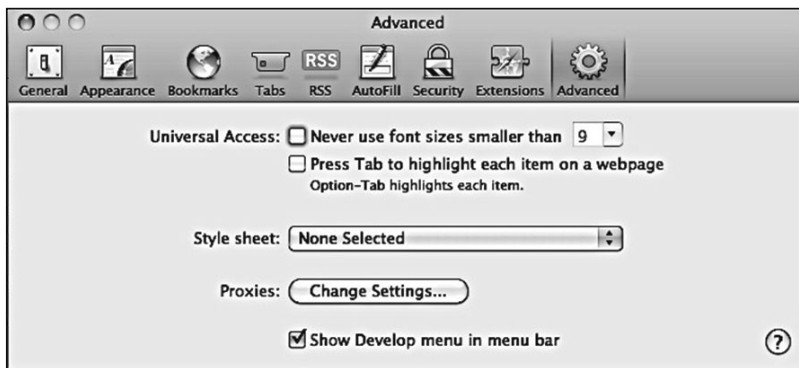 Advanced
RSS
General Appearance Bookmarks Tabs RSS AutoFill Security Extensions Advanced
Universal Access: Never use font sizes smaller than 9
Press Tab to highlight each item on a webpage
Option-Tab highlights each item.
Style sheet: None Selected
Proxies: Change Settings...
Show Develop menu in menu bar ?